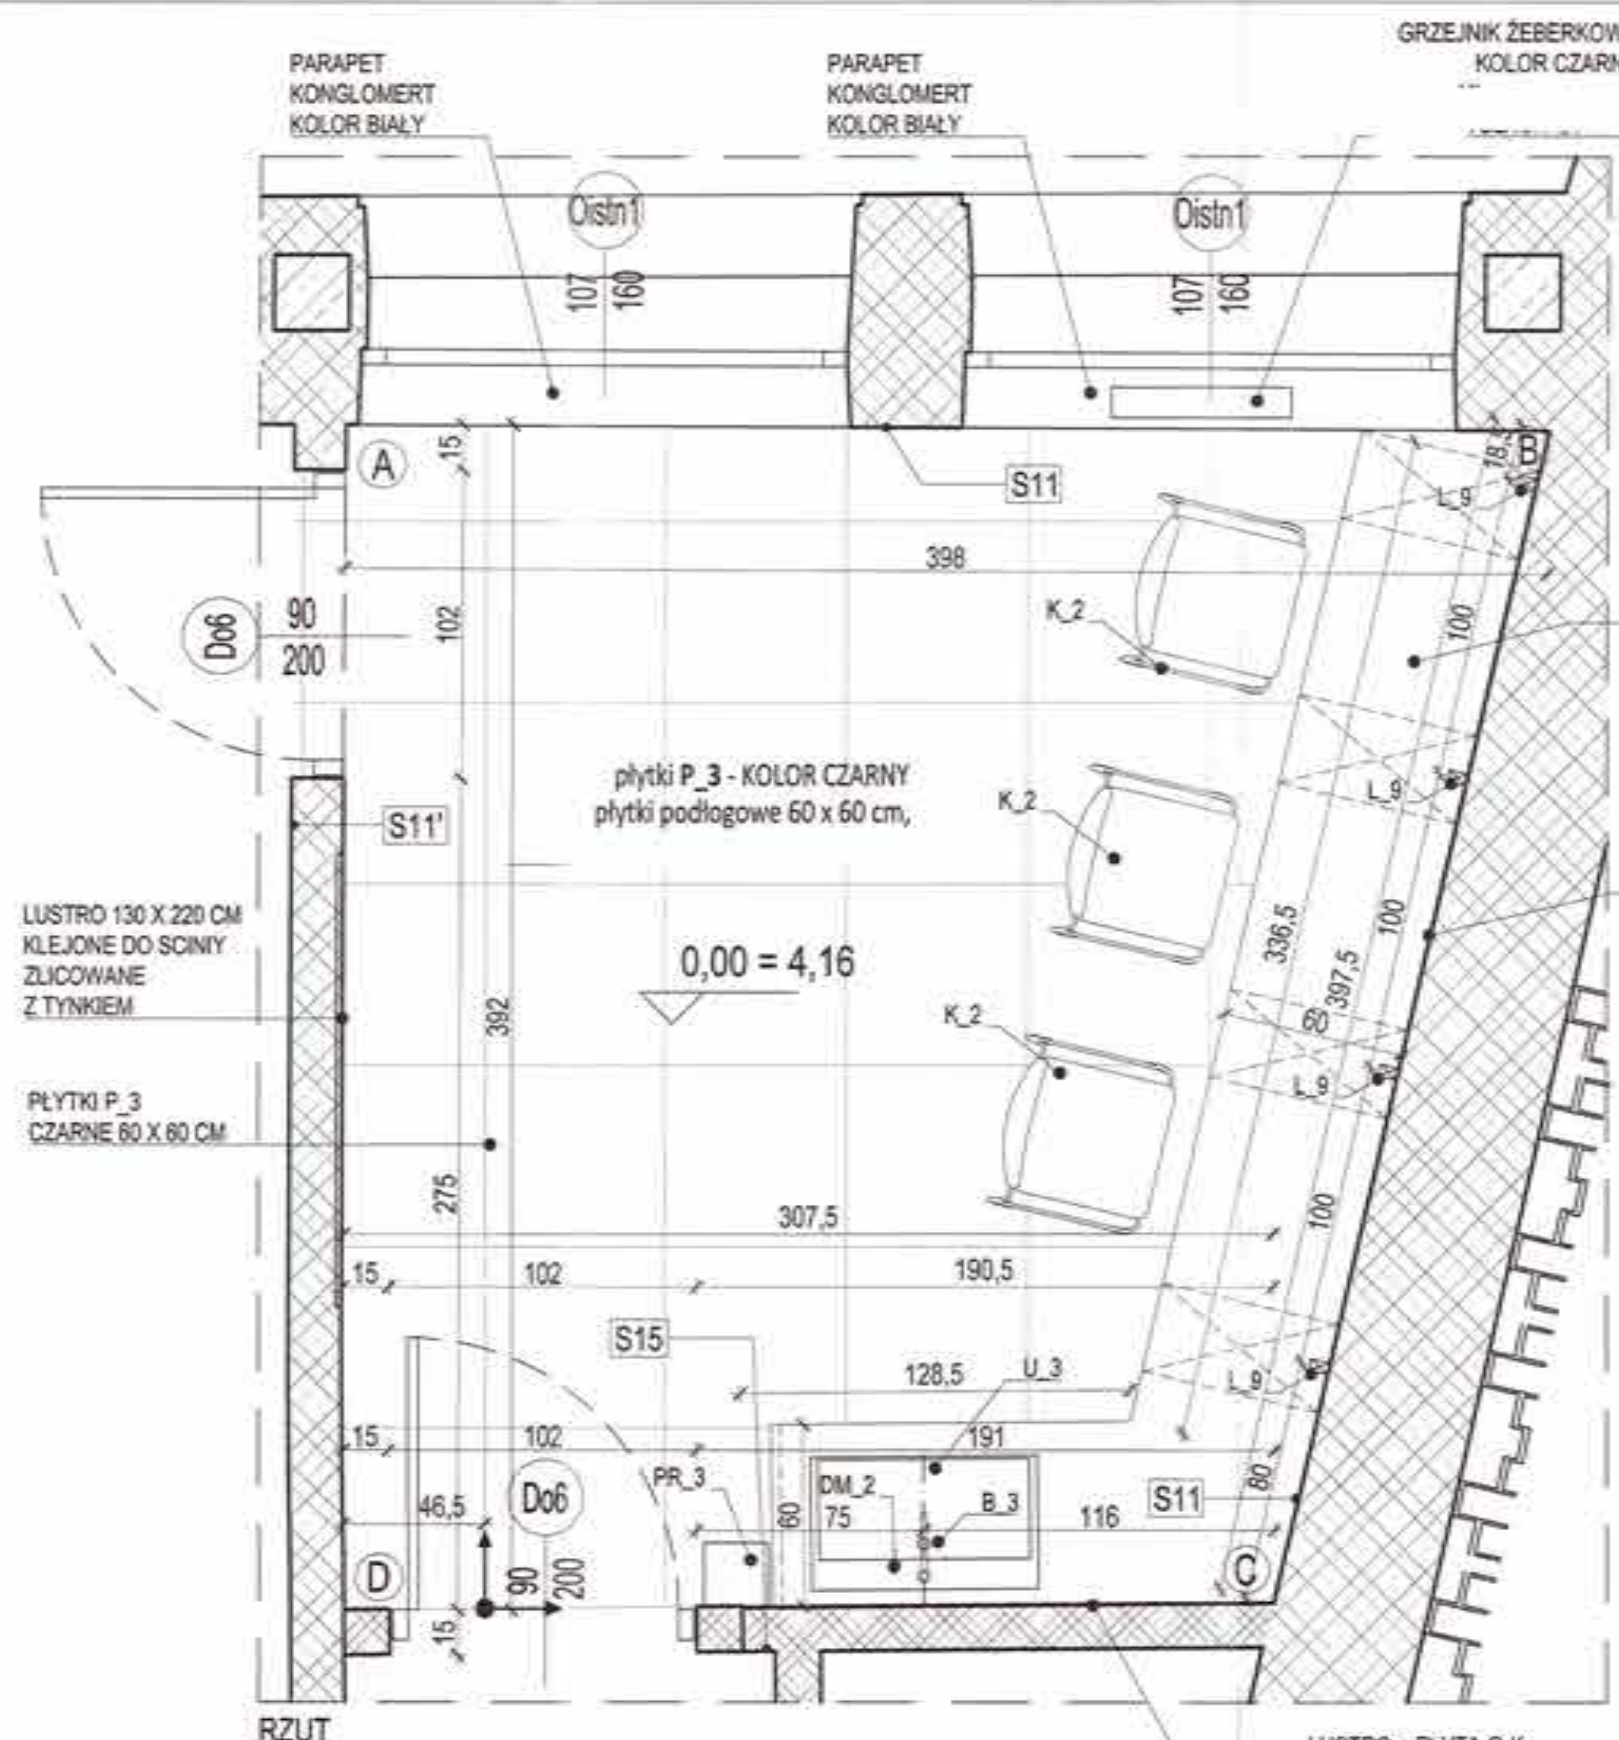 PARAPET
KONGLOMERT
KOLOR BIAŁY
PARAPET
KONGLOMERT
KOLOR BIAŁY
GRZEJNIK ŻEBERKOW
KOLOR CZARN
Oistn1
107
160
Oistn1
107
160
A
15
S11
18,5
B
L_9
398
K_2
102
100
Do6
90
200
płytki P_3 - KOLOR CZARNY
płytki podłogowe 60 x 60 cm,
K_2
L_9
S11'
LUSTRO 130 X 220 CM
KLEJONE DO SCINIY
ZLICOWANE
Z TYNKIEM
0,00 = 4,16
336,5
100
397,5
392
K_2
60
L_9
PŁYTKI P_3
CZARNE 60 X 60 CM
275
307,5
100
15
102
190,5
S15
128,5
U_3
L_9
15
102
191
PR_3
DM_2
75
B_3
60
116
S11
80
46,5
Do6
D
90
200
C
15
RZUT